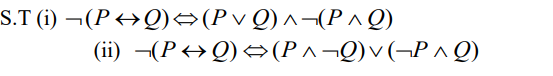 S.T (i) ¬(P↔Q)⇔(P ∨ Q) ∧¬(P ∧ Q)
(ii) ¬(P ↔ Q) ⇔(P ∧ ¬Q)∨(¬P ∧ Q)